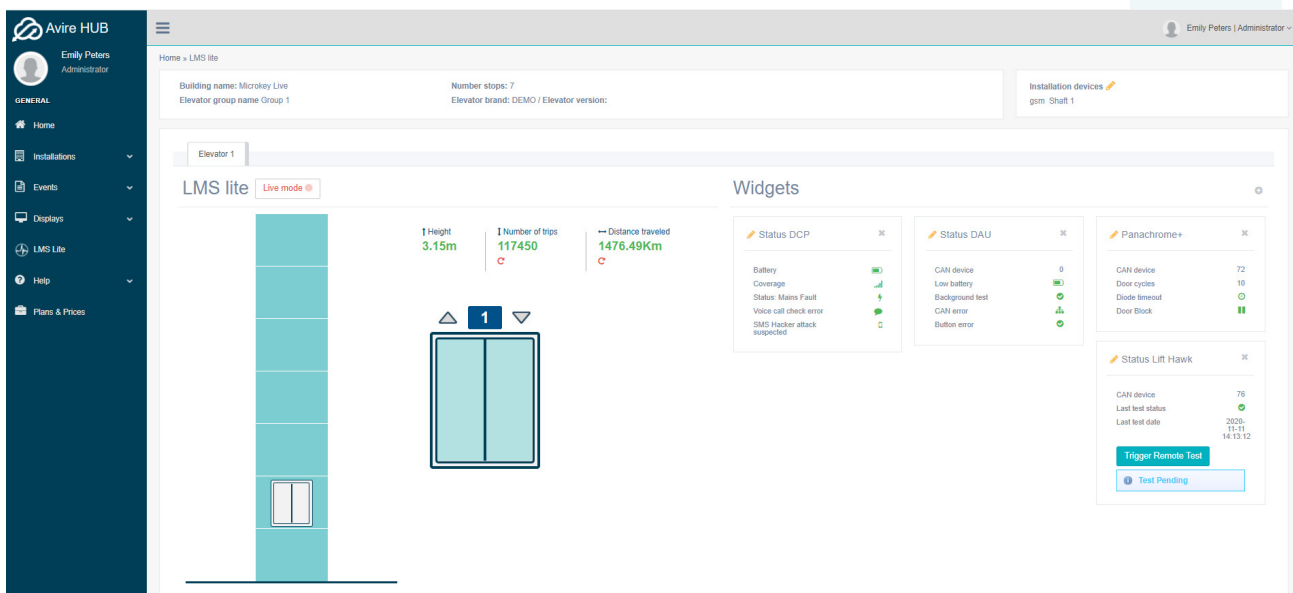 Avire HUB
Emily Peters
Administrator
GENERAL
Home
Installations
Events
Displays
LMS Lite
Help
Plans & Prices
Emily Peters | Administrator
Home » LMS lite
Building name: Microkey Live
Elevator group name Group 1
Number stops: 7
Elevator brand: DEMO / Elevator version:
Installation devices
gsm Shaft 1
Elevator 1
LMS lite
Live mode
Height
3.15m
Number of trips
117450
Distance traveled
1476.49Km
1
Widgets
Status DCP
Battery
Coverage
Status: Mains Fault
Voice call check error
SMS Hacker attack
suspected
Status DAU
CAN device 0
Low battery
Background test
CAN error
Button error
Panachrome+
CAN device 72
Door cycles 10
Diode timeout
Door Block
Status Lift Hawk
CAN device 76
Last test status
Last test date 2020-
11-11
14:13:12
Trigger Remote Test
Test Pending